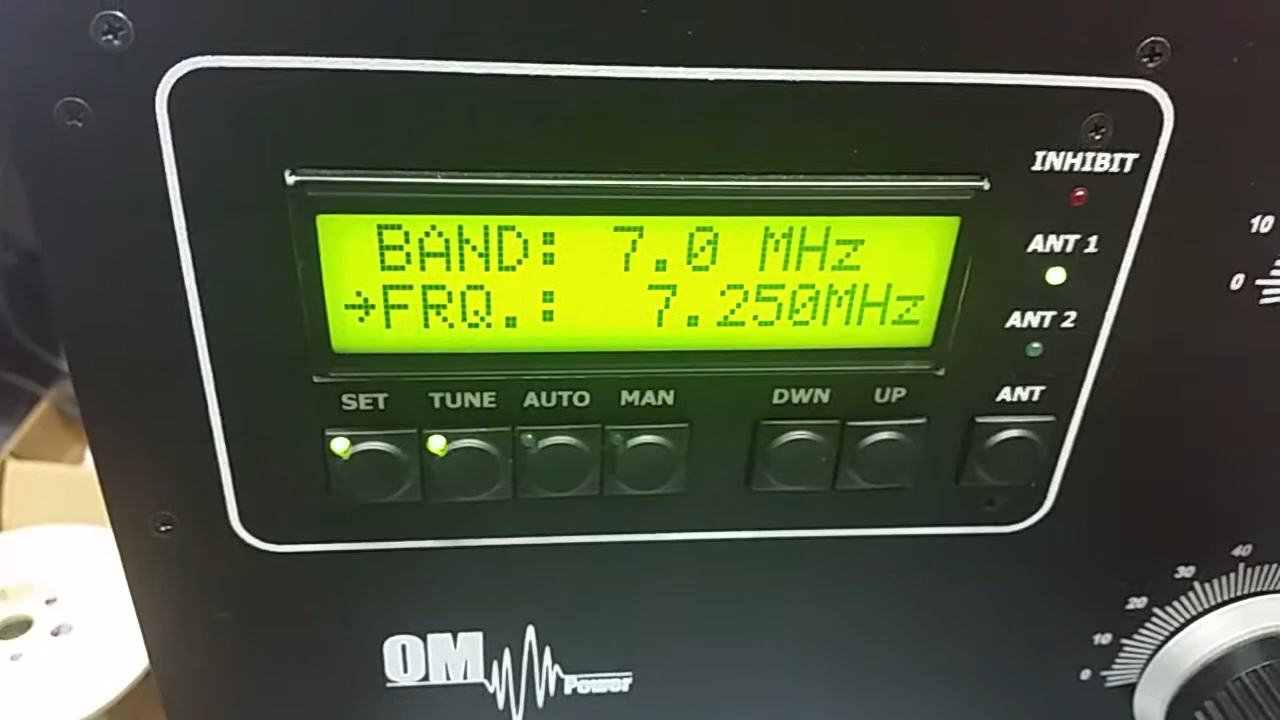 INHIBIT
BAND: 7.0 MHz
→FRQ.: 7.250MHz
ANT 1
ANT 2
SET TUNE AUTO MAN DWN UP ANT
10
0
OM Power
40
30
20
10
0